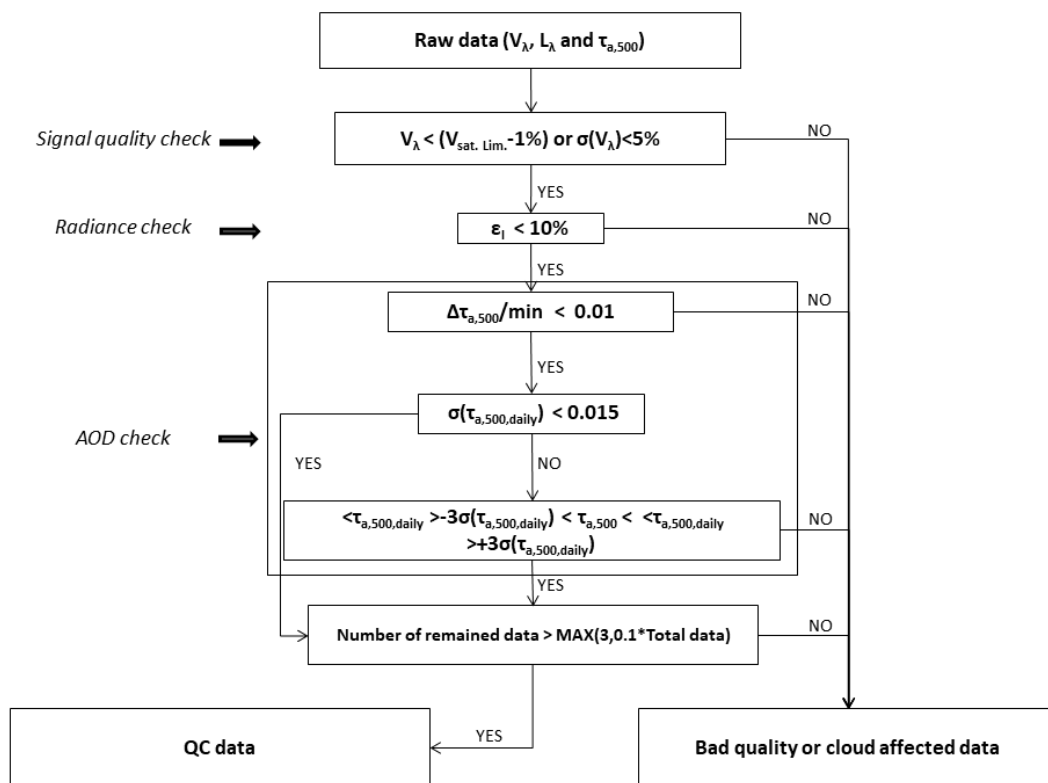 Raw data (Vλ, Lλ and τa,500)
Signal quality check
Vλ < (Vsat. Lim.-1%) or σ(Vλ)<5%
NO
YES
Radiance check
εl < 10%
NO
YES
Δτa,500/min < 0.01
NO
YES
σ(τa,500,daily) < 0.015
AOD check
YES
NO
<τa,500,daily >-3σ(τa,500,daily) < τa,500 < <τa,500,daily
>+3σ(τa,500,daily)
NO
YES
Number of remained data > MAX(3,0.1*Total data)
NO
YES
QC data
Bad quality or cloud affected data